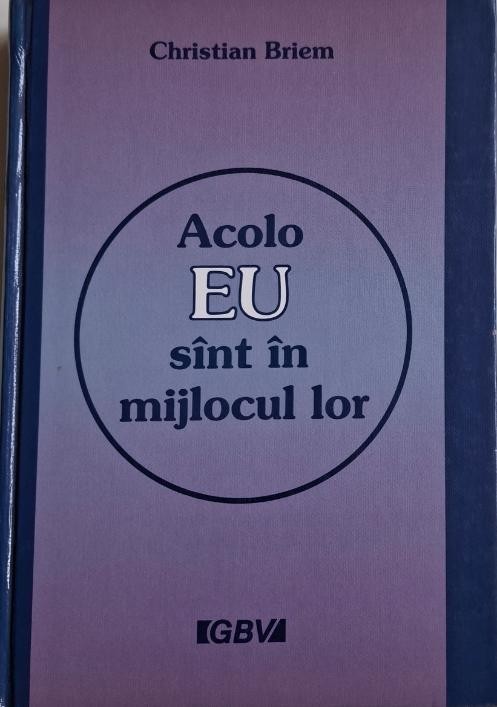 Christian Briem
Acolo
EU
sînt în
mijlocul lor
GBV